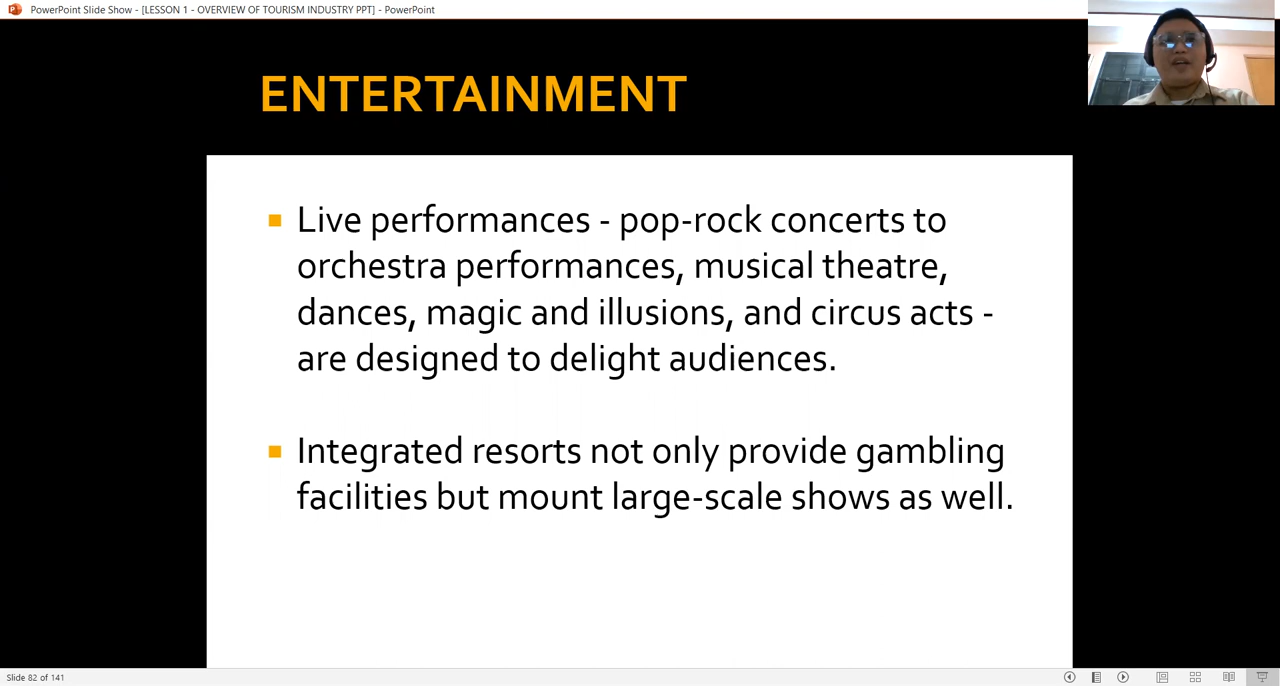 PowerPoint Slide Show - [LESSON 1 - OVERVIEW OF TOURISM INDUSTRY PPT] - PowerPoint
ENTERTAINMENT
Live performances - pop-rock concerts to
orchestra performances, musical theatre,
dances, magic and illusions, and circus acts -
are designed to delight audiences.
Integrated resorts not only provide gambling
facilities but mount large-scale shows as well.
Slide 82 of 141